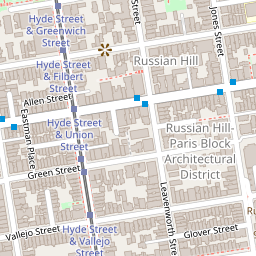 Hyde Street
& Greenwich
Street
Jones Street
Street
Russian Hill
Hyde Street
& Filbert
Street
Allen Street
Eastman Place
Hyde Street
& Union
Street
Russian Hill-
Paris Block
Architectural
District
Green Street
Leavenworth Stre
Vallejo Street
Hyde Street
& Vallejo
Street
Glover Street